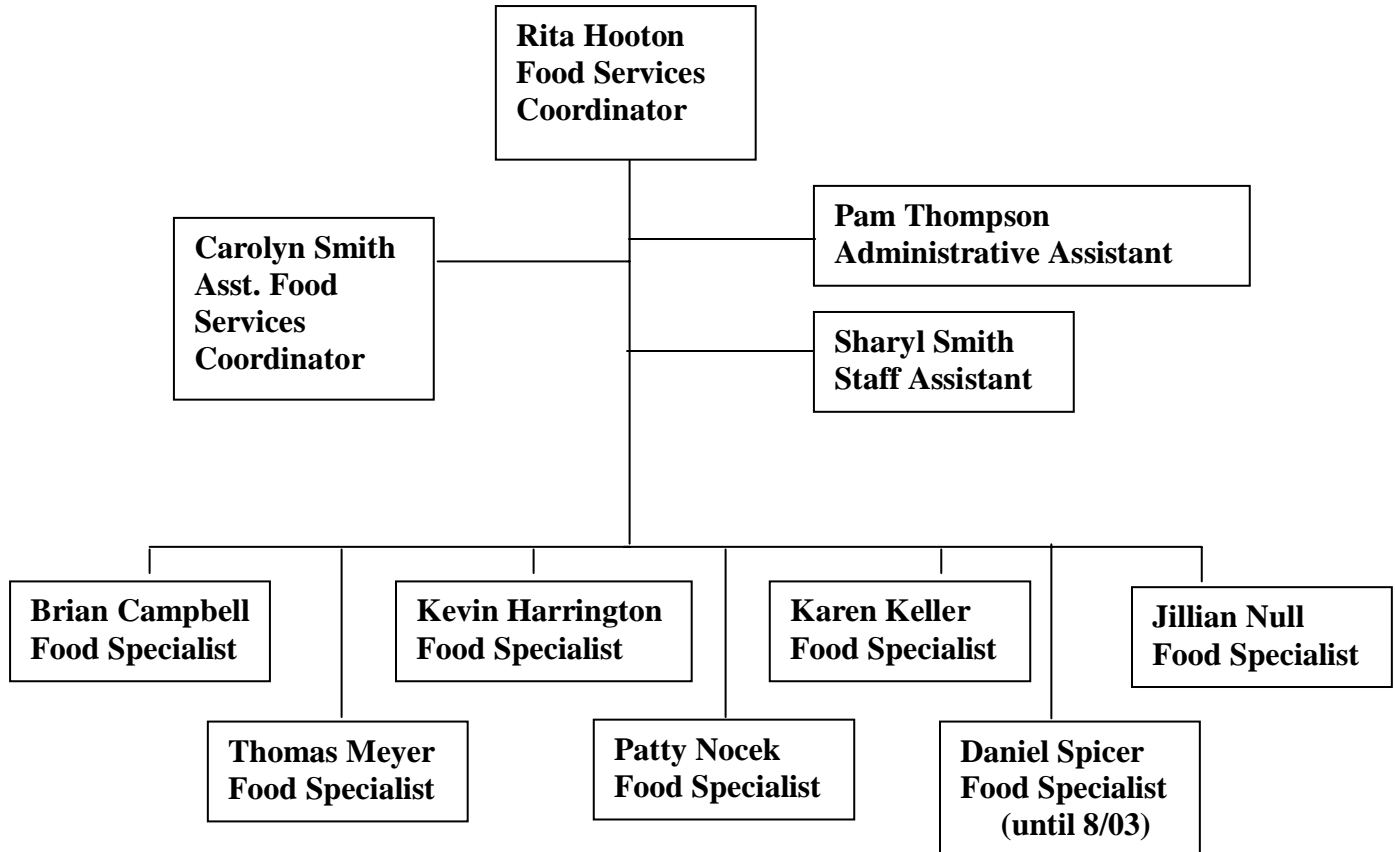 Rita Hooton
Food Services
Coordinator
Pam Thompson
Administrative Assistant
Carolyn Smith
Asst. Food
Services
Coordinator
Sharyl Smith
Staff Assistant
Brian Campbell
Food Specialist
Kevin Harrington
Food Specialist
Karen Keller
Food Specialist
Jillian Null
Food Specialist
Thomas Meyer
Food Specialist
Patty Nocek
Food Specialist
Daniel Spicer
Food Specialist
(until 8/03)